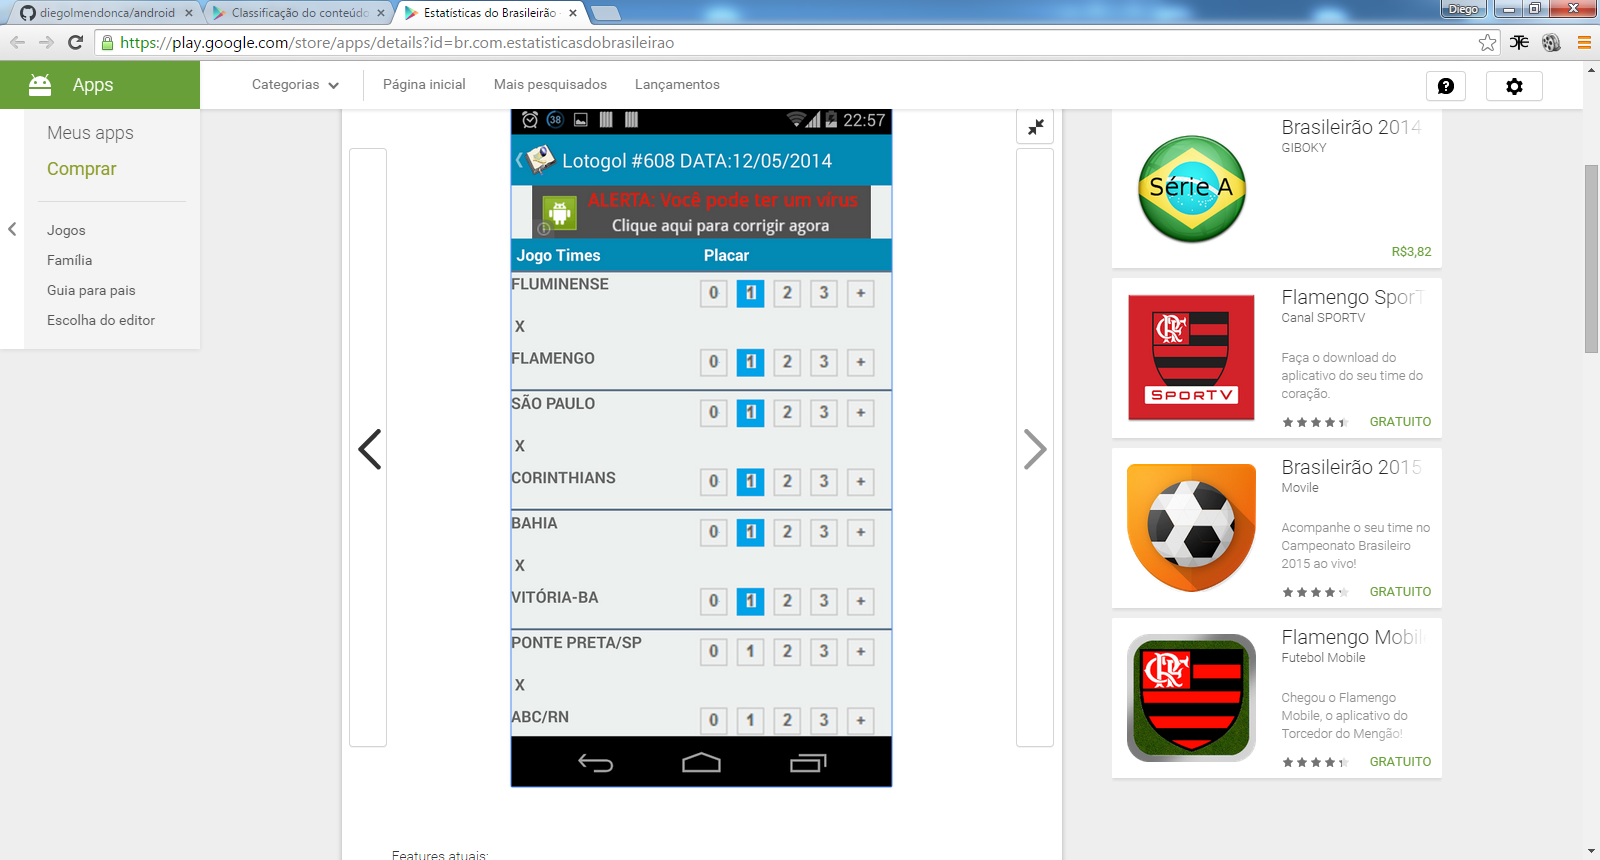 diegolmendonca/android
Classificação do conteúdo
Estatísticas do Brasileirão
Diego
https://play.google.com/store/apps/details?id=br.com.estatisticasdobrasileirao
Apps
Categorias
Página inicial
Mais pesquisados
Lançamentos
Meus apps
Comprar
Jogos
Família
Guia para pais
Escolha do editor
38
22:57
Lotogol #608 DATA:12/05/2014
ALERTA: Você pode ter um vírus
Clique aqui para corrigir agora
Jogo Times Placar
FLUMINENSE 0 1 2 3 +
X
FLAMENGO 0 1 2 3 +
SÃO PAULO 0 1 2 3 +
X
CORINTHIANS 0 1 2 3 +
BAHIA 0 1 2 3 +
X
VITÓRIA-BA 0 1 2 3 +
PONTE PRETA/SP 0 1 2 3 +
X
ABC/RN 0 1 2 3 +
Features atuais:
Série A
Brasileirão 2014
GIBOKY
R$3,82
SPORTV
Flamengo SporT
Canal SPORTV
Faça o download do
aplicativo do seu time do
coração.
GRATUITO
Brasileirão 2015
Movile
Acompanhe o seu time no
Campeonato Brasileiro
2015 ao vivo!
GRATUITO
Flamengo Mobile
Futebol Mobile
Chegou o Flamengo
Mobile, o aplicativo do
Torcedor do Mengão!
GRATUITO